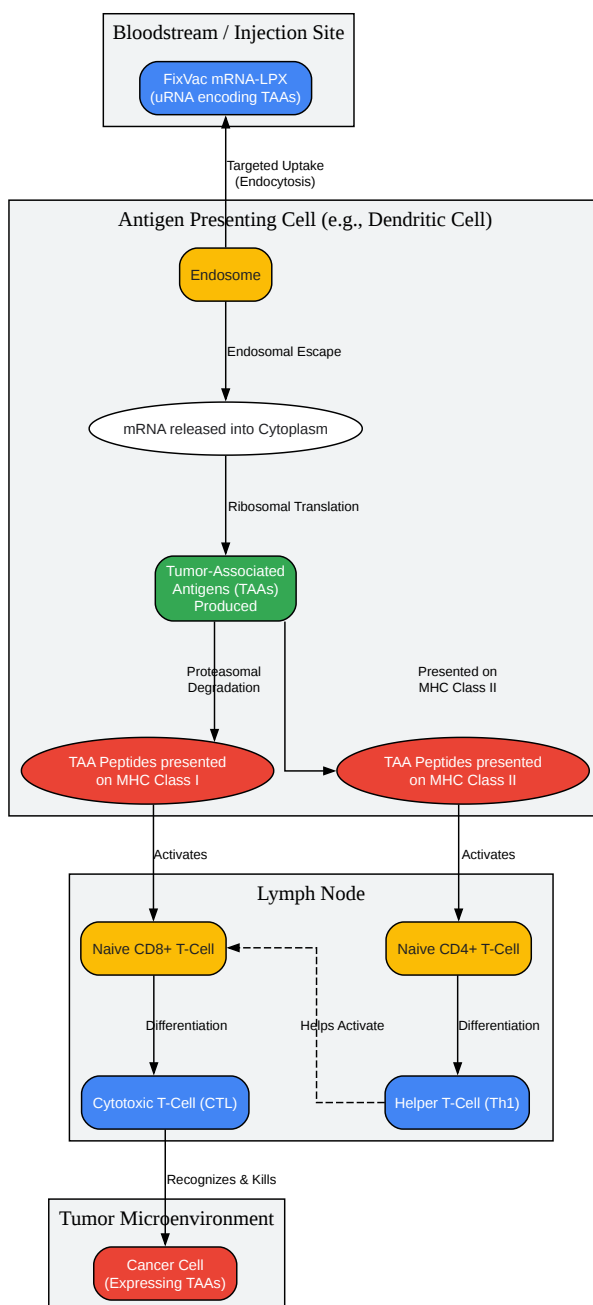 Bloodstream / Injection Site
FixVac mRNA-LPX
(uRNA encoding TAAs)
Targeted Uptake
(Endocytosis)
Antigen Presenting Cell (e.g., Dendritic Cell)
Endosome
Endosomal Escape
mRNA released into Cytoplasm
Ribosomal Translation
Tumor-Associated
Antigens (TAAs)
Produced
Proteasomal
Degradation
Presented on
MHC Class II
TAA Peptides presented
on MHC Class I
TAA Peptides presented
on MHC Class II
Activates
Activates
Lymph Node
Naive CD8+ T-Cell
Naive CD4+ T-Cell
Differentiation
Helps Activate
Differentiation
Cytotoxic T-Cell (CTL)
Helper T-Cell (Th1)
Recognizes & Kills
Tumor Microenvironment
Cancer Cell
(Expressing TAAs)